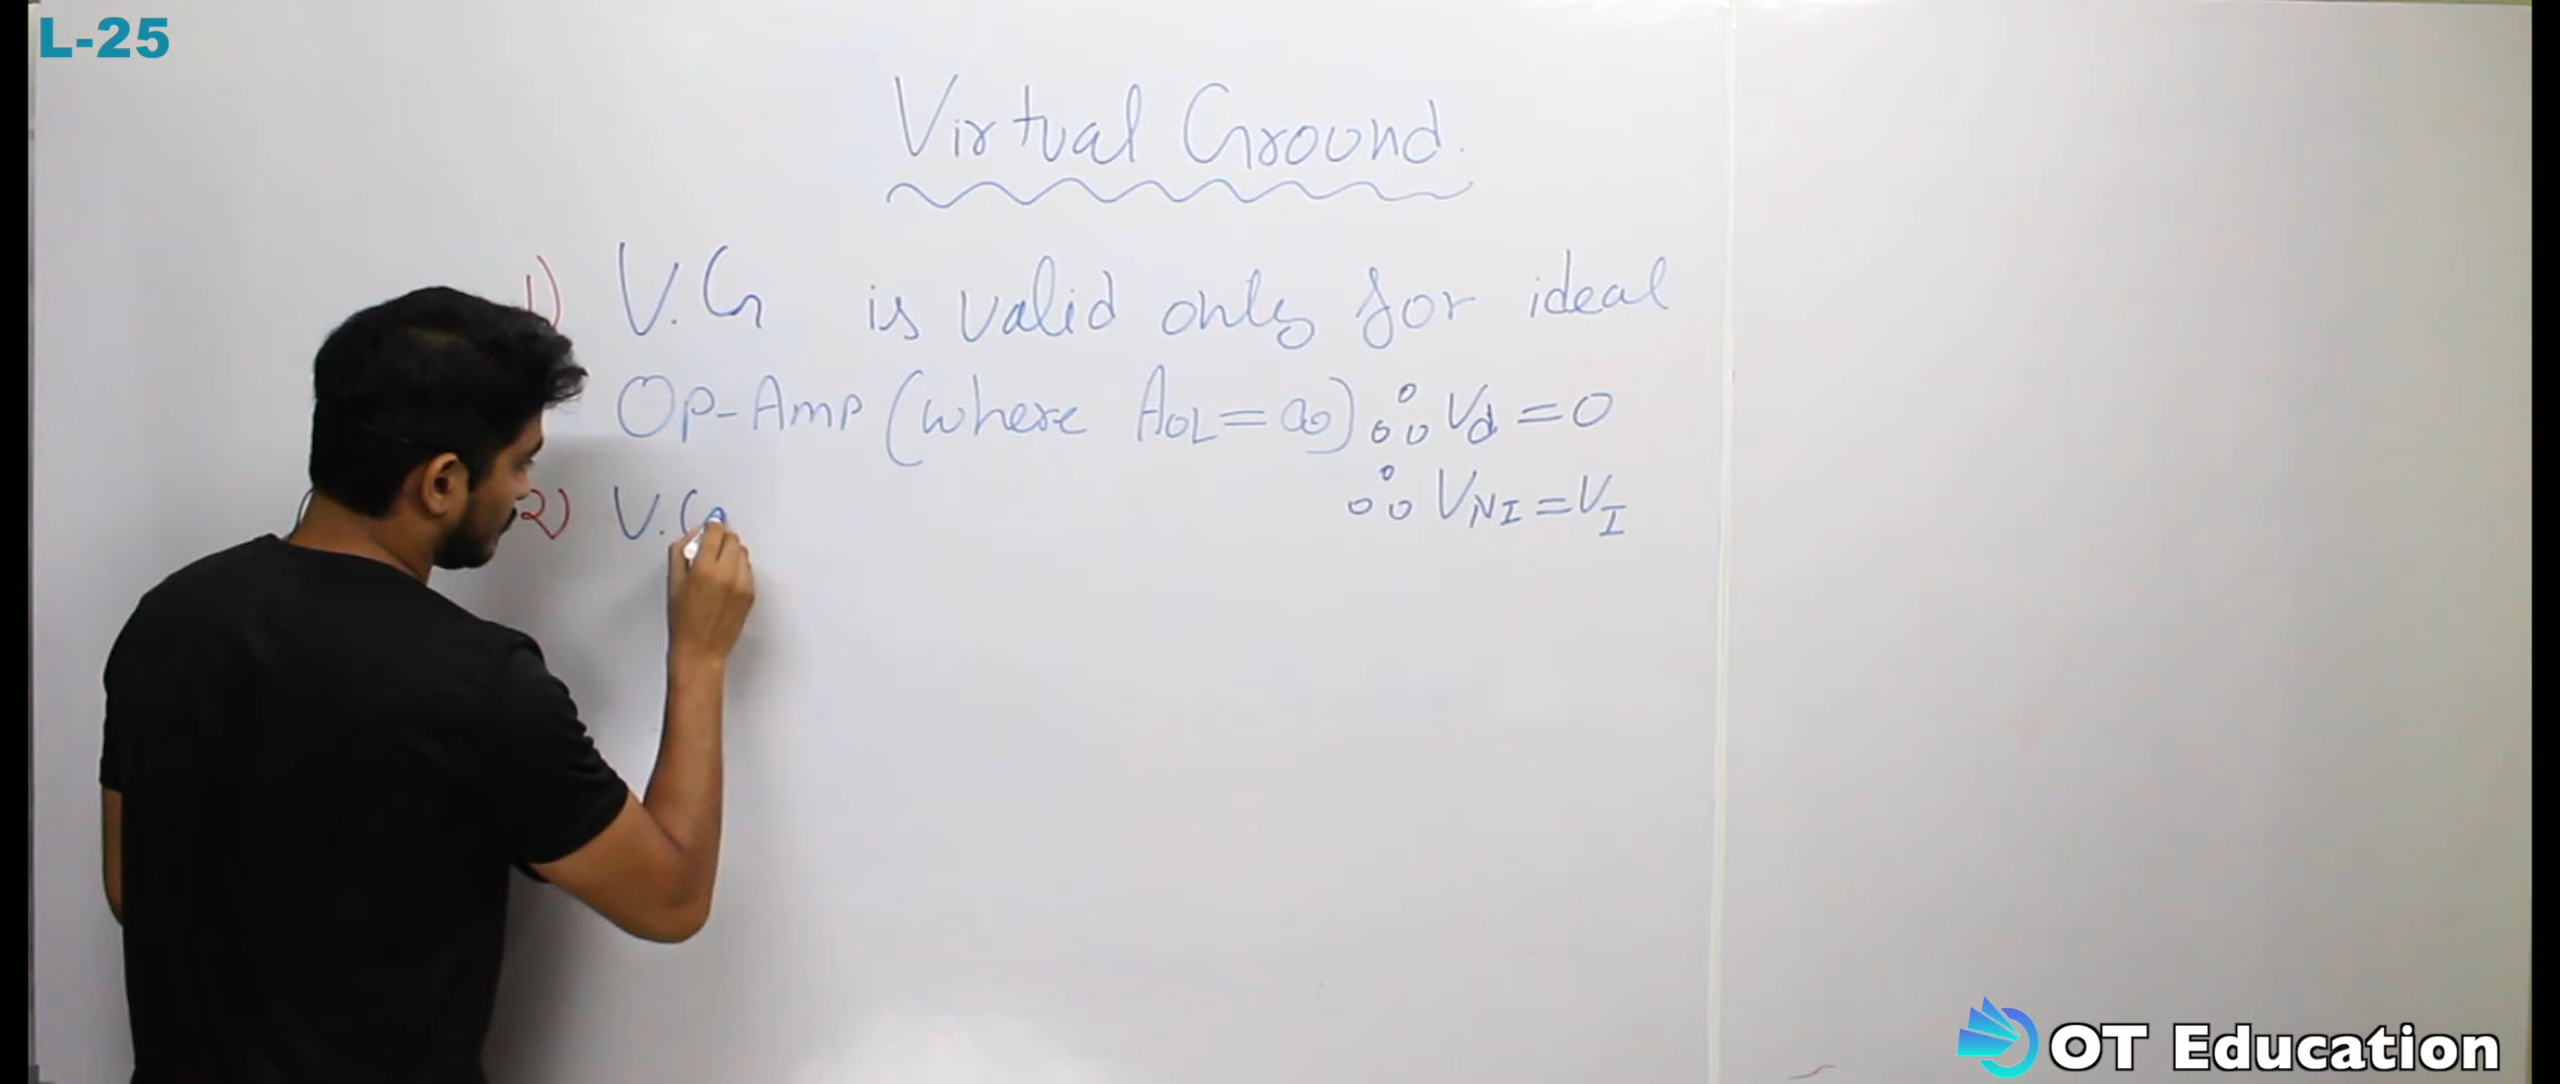 L-25
Virtual Ground.
1) V.G is valid only for ideal
Op-Amp (where AOL=∞) ∴ Vd=0
∴ VNI=VI
2) V.G
OT Education